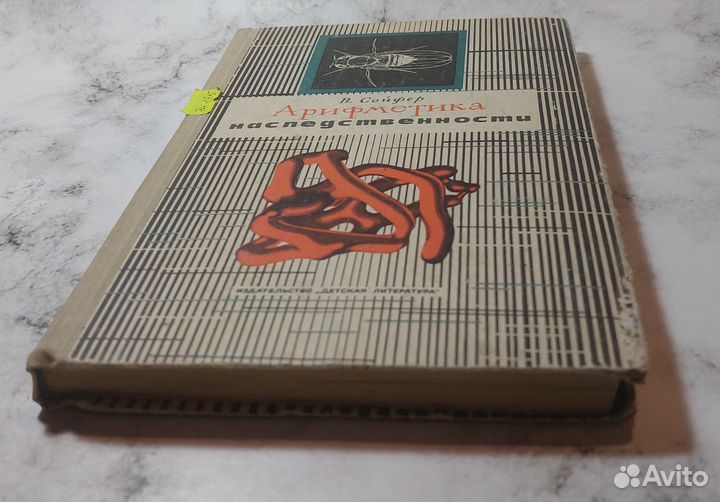 В. Сойфер
Арифметика
наследственности
ИЗДАТЕЛЬСТВО „ДЕТСКАЯ ЛИТЕРАТУРА"
Avito